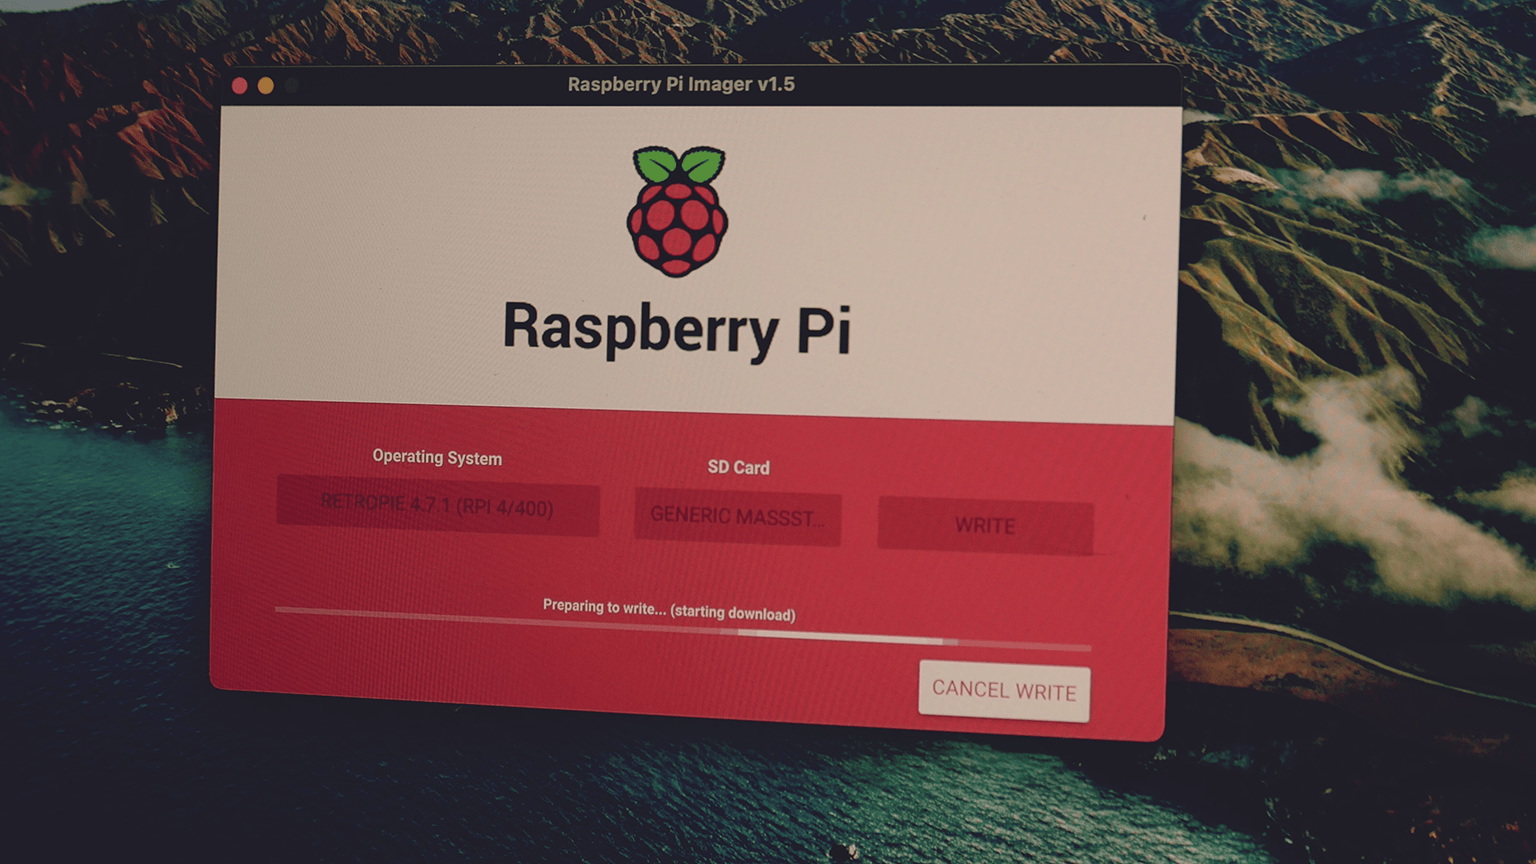 Raspberry Pi Imager v1.5
Raspberry Pi
Operating System
SD Card
RETROPIE 4.7.1 (RPI 4/400)
GENERIC MASSST...
WRITE
Preparing to write... (starting download)
CANCEL WRITE